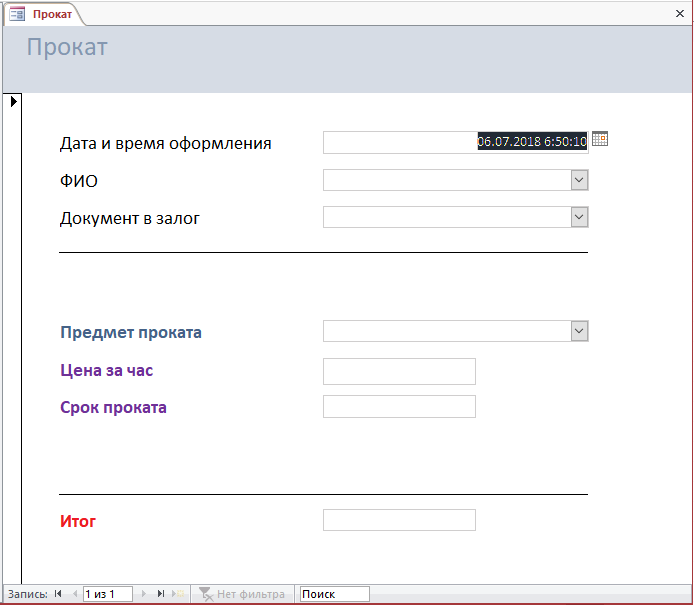 Прокат
Прокат
Дата и время оформления 06.07.2018 6:50:10
ФИО
Документ в залог
Предмет проката
Цена за час
Срок проката
Итог
Запись: 1 из 1 Нет фильтра Поиск